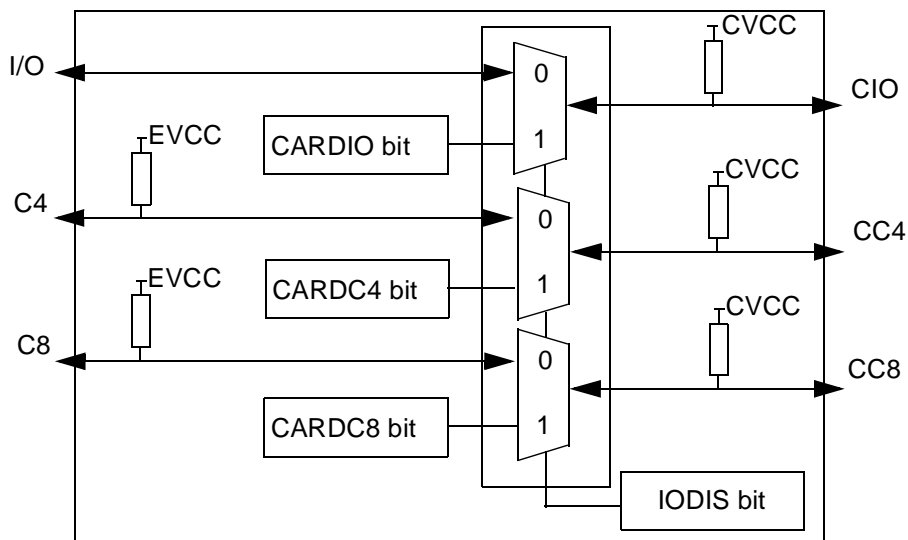 CVCC
I/O
0
CIO
CARDIO bit
1
EVCC
CVCC
C4
0
CC4
CARDC4 bit
1
EVCC
CVCC
C8
0
CC8
CARDC8 bit
1
IODIS bit